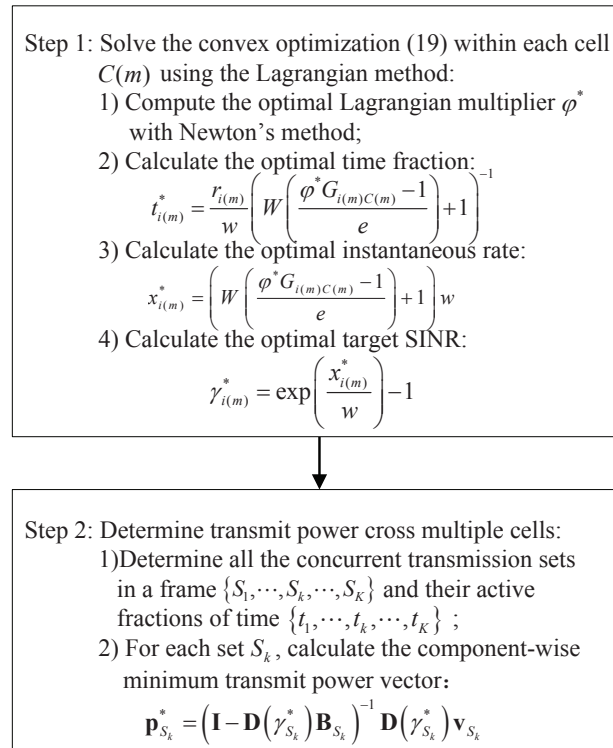 Step 1: Solve the convex optimization (19) within each cell
C(m) using the Lagrangian method:
1) Compute the optimal Lagrangian multiplier φ*
with Newton's method;
2) Calculate the optimal time fraction:
t*_{i(m)} = \frac{r_{i(m)}}{w} ( W ( \frac{φ* G_{i(m)C(m)} − 1}{e} ) + 1 )^{−1}
3) Calculate the optimal instantaneous rate:
x*_{i(m)} = ( W ( \frac{φ* G_{i(m)C(m)} − 1}{e} ) + 1 ) w
4) Calculate the optimal target SINR:
γ*_{i(m)} = exp ( \frac{x*_{i(m)}}{w} ) − 1
Step 2: Determine transmit power cross multiple cells:
1)Determine all the concurrent transmission sets
in a frame {S_1,⋯,S_k,⋯,S_K} and their active
fractions of time {t_1,⋯,t_k,⋯,t_K} ;
2) For each set S_k, calculate the component-wise
minimum transmit power vector：
p*_{S_k} = (I − D(γ*_{S_k}) B_{S_k})^{−1} D(γ*_{S_k}) v_{S_k}